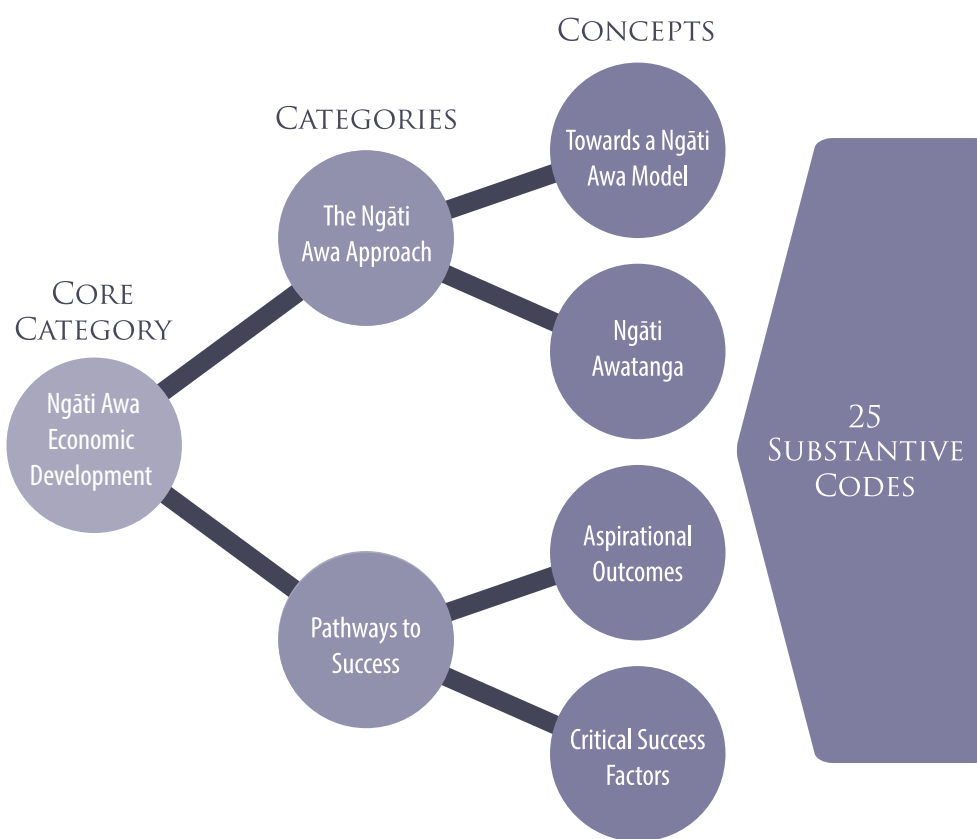 CONCEPTS
CATEGORIES
Towards a Ngāti
Awa Model
The Ngāti
Awa Approach
CORE
CATEGORY
Ngāti
Awatanga
Ngāti Awa
Economic
Development
25
SUBSTANTIVE
CODES
Aspirational
Outcomes
Pathways to
Success
Critical Success
Factors